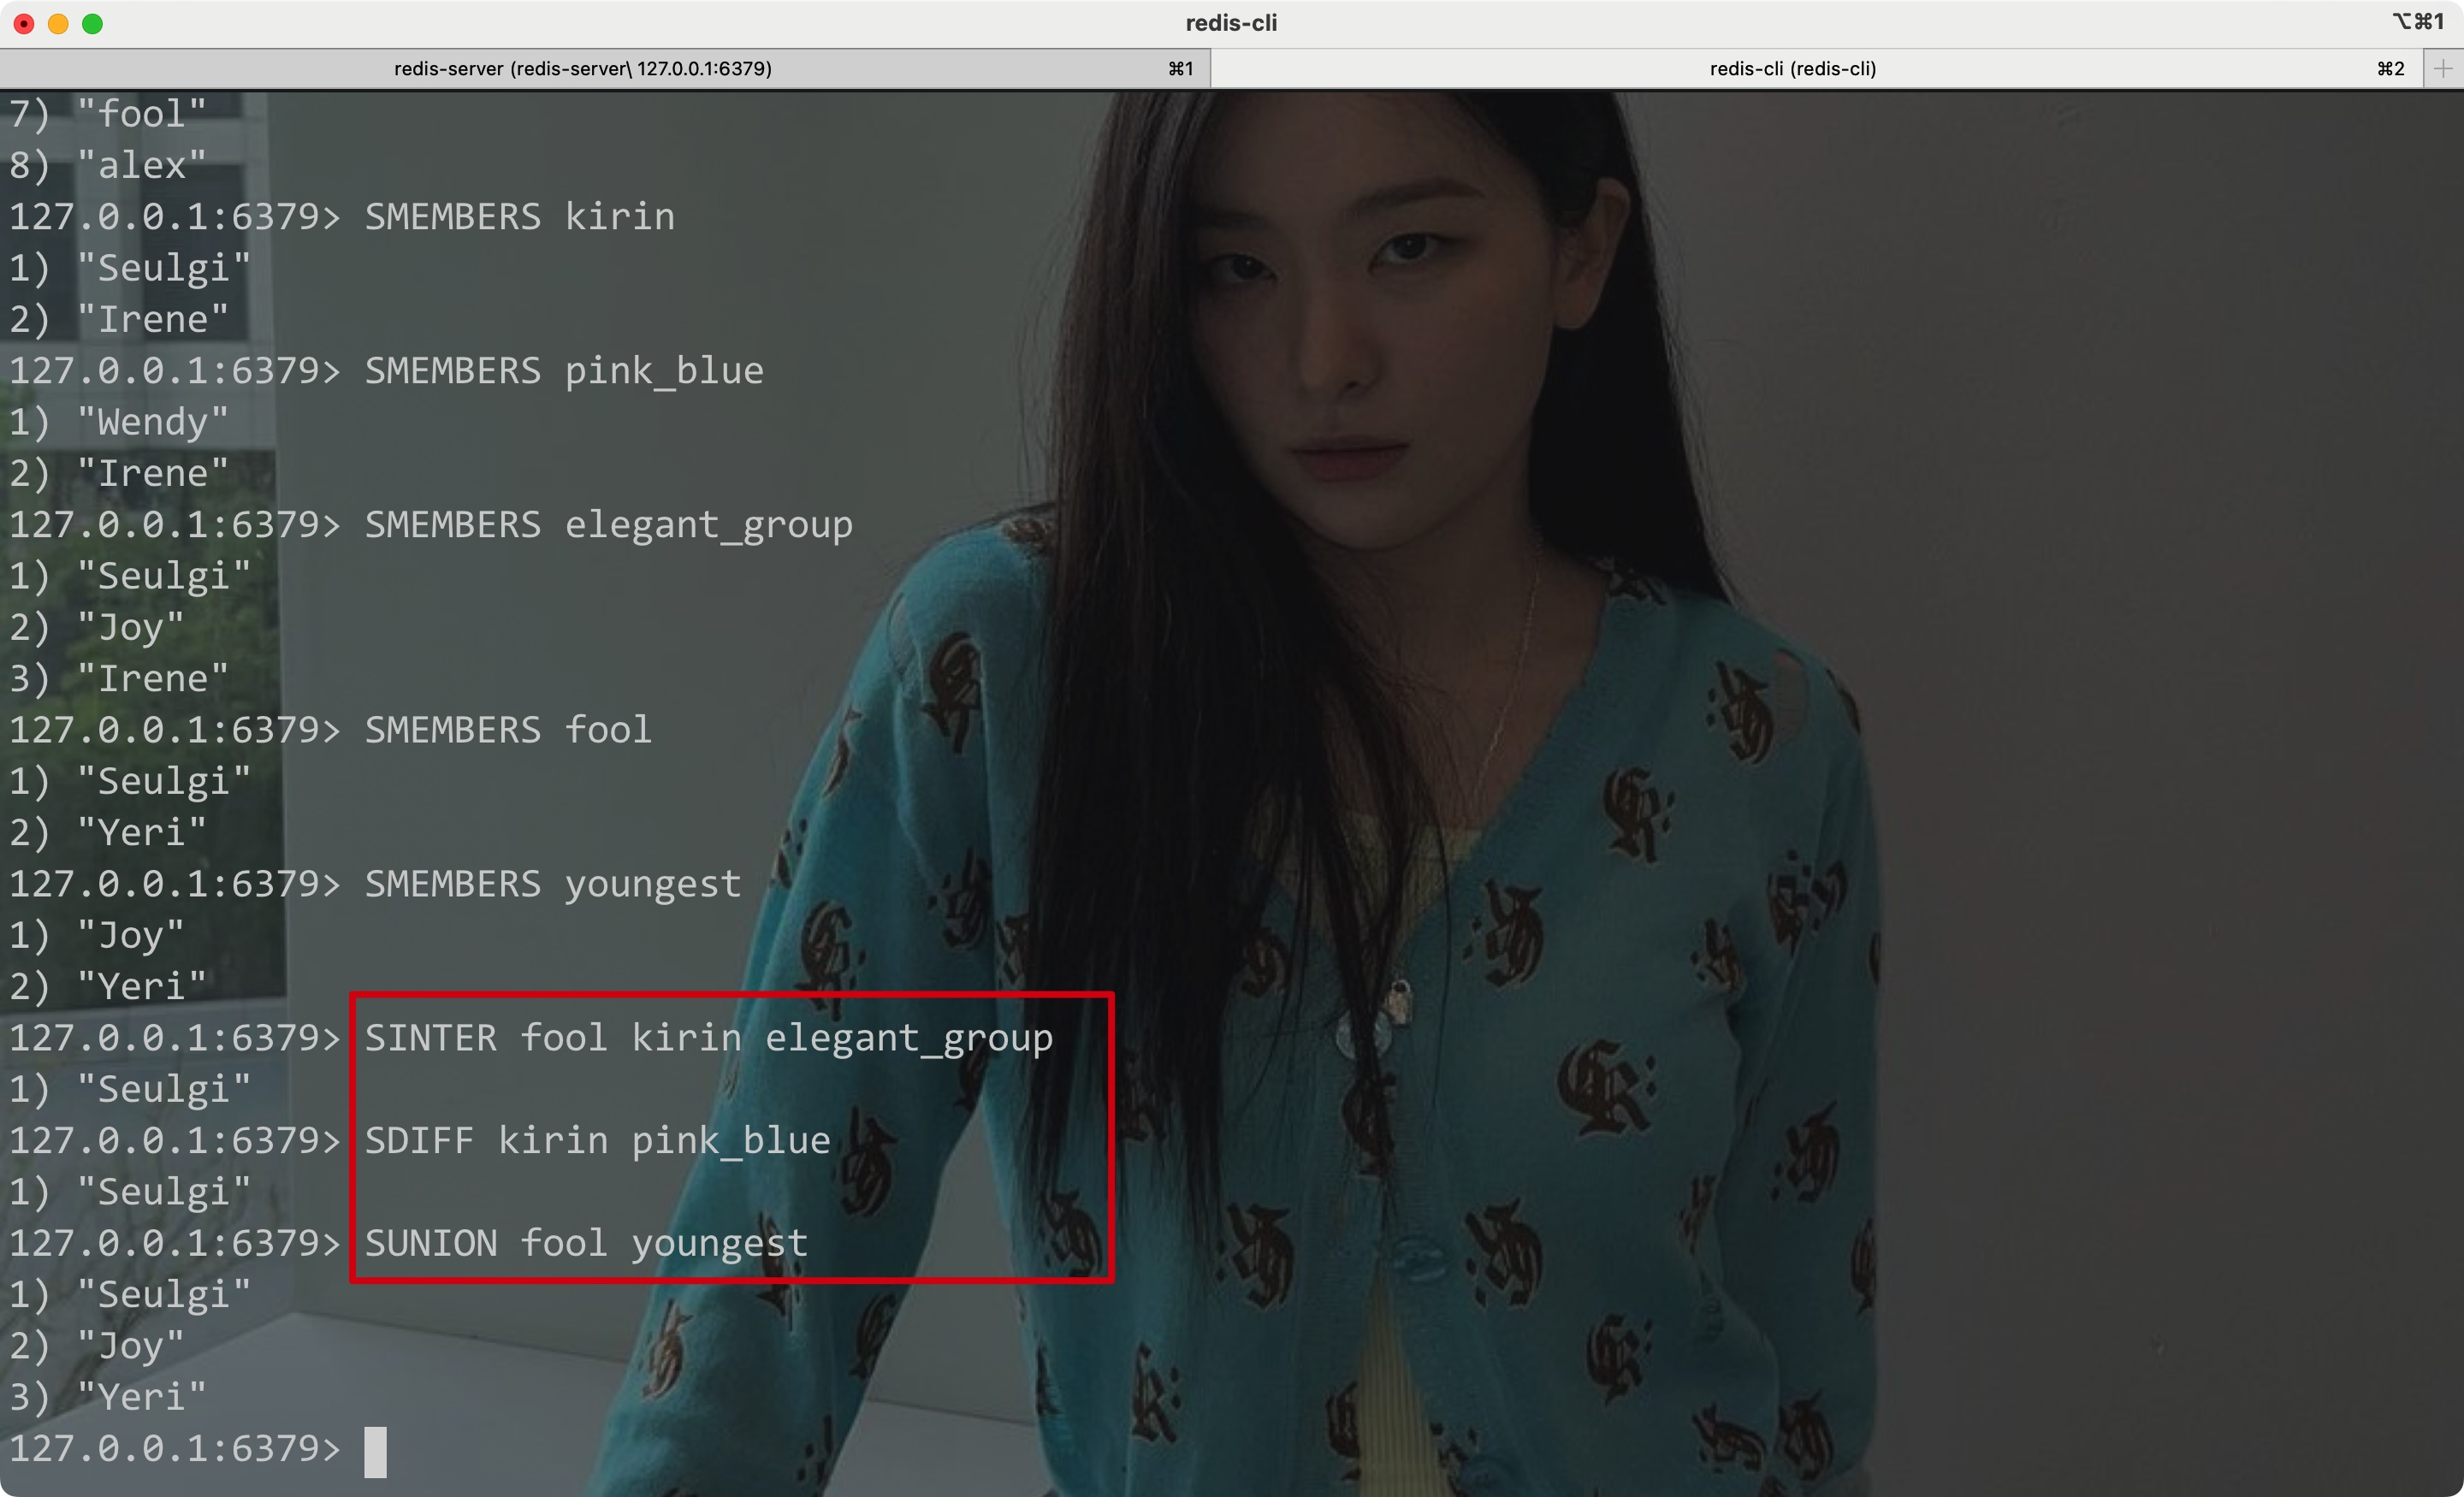 redis-cli
⌥⌘1
redis-server (redis-server\ 127.0.0.1:6379)
⌘1
redis-cli (redis-cli)
⌘2
7) "fool"
8) "alex"
127.0.0.1:6379> SMEMBERS kirin
1) "Seulgi"
2) "Irene"
127.0.0.1:6379> SMEMBERS pink_blue
1) "Wendy"
2) "Irene"
127.0.0.1:6379> SMEMBERS elegant_group
1) "Seulgi"
2) "Joy"
3) "Irene"
127.0.0.1:6379> SMEMBERS fool
1) "Seulgi"
2) "Yeri"
127.0.0.1:6379> SMEMBERS youngest
1) "Joy"
2) "Yeri"
127.0.0.1:6379> SINTER fool kirin elegant_group
1) "Seulgi"
127.0.0.1:6379> SDIFF kirin pink_blue
1) "Seulgi"
127.0.0.1:6379> SUNION fool youngest
1) "Seulgi"
2) "Joy"
3) "Yeri"
127.0.0.1:6379>